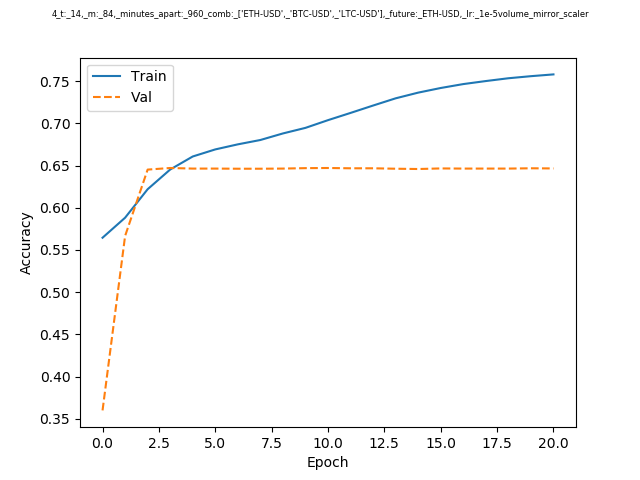 4_t:_14,_m:_84,_minutes_apart:_960_comb:_['ETH-USD',_'BTC-USD',_'LTC-USD'],_future:_ETH-USD,_lr:_1e-5volume_mirror_scaler
Train
Val
0.75
0.70
0.65
0.60
0.55
0.50
0.45
0.40
0.35
Accuracy
0.0 2.5 5.0 7.5 10.0 12.5 15.0 17.5 20.0
Epoch